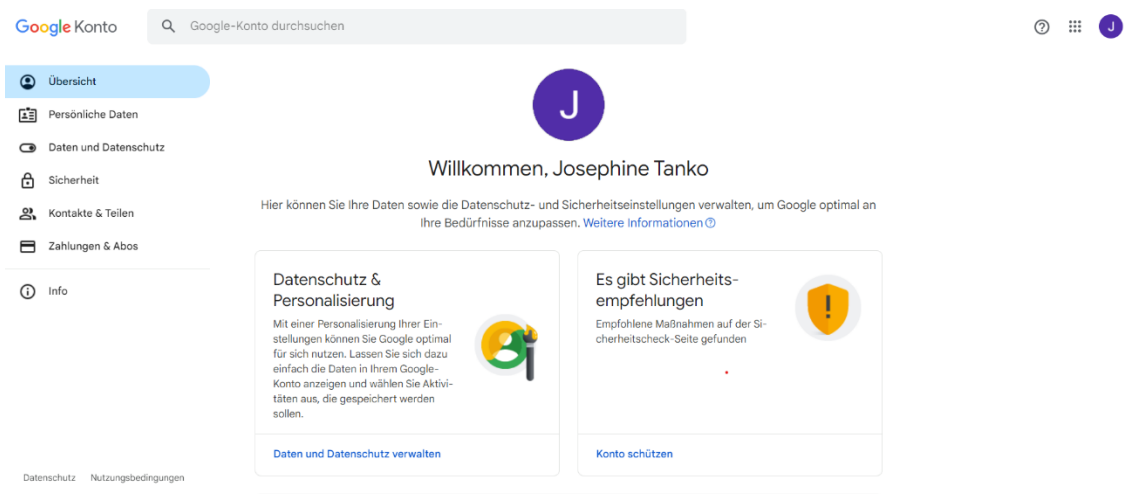 Google Konto
Google-Konto durchsuchen
J
Übersicht
Persönliche Daten
Daten und Datenschutz
Sicherheit
Kontakte & Teilen
Zahlungen & Abos
Info
J
Willkommen, Josephine Tanko
Hier können Sie Ihre Daten sowie die Datenschutz- und Sicherheitseinstellungen verwalten, um Google optimal an
Ihre Bedürfnisse anzupassen. Weitere Informationen
Datenschutz &
Personalisierung
Mit einer Personalisierung Ihrer Ein-
stellungen können Sie Google optimal
für sich nutzen. Lassen Sie sich dazu
einfach die Daten in Ihrem Google-
Konto anzeigen und wählen Sie Aktivi-
täten aus, die gespeichert werden
sollen.
Daten und Datenschutz verwalten
Es gibt Sicherheits-
empfehlungen
Empfohlene Maßnahmen auf der Si-
cherheitscheck-Seite gefunden
Konto schützen
Datenschutz Nutzungsbedingungen